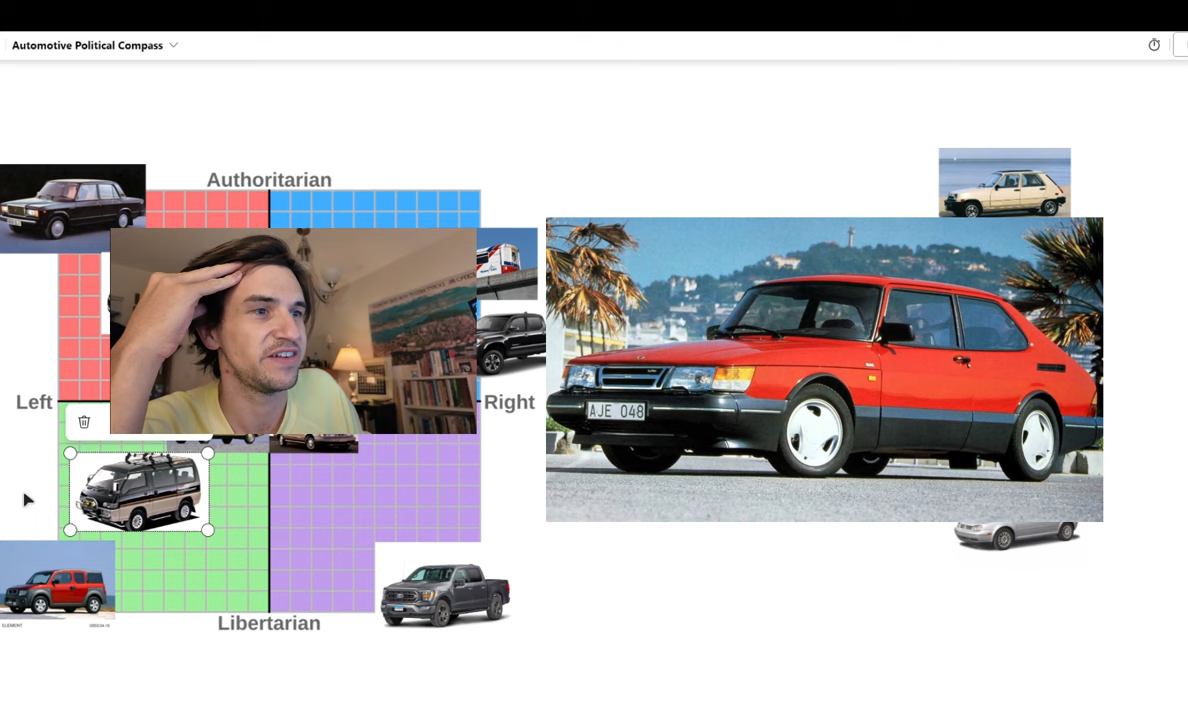 Automotive Political Compass
Authoritarian
Left
Right
AJE 048
ELEMENT
Libertarian